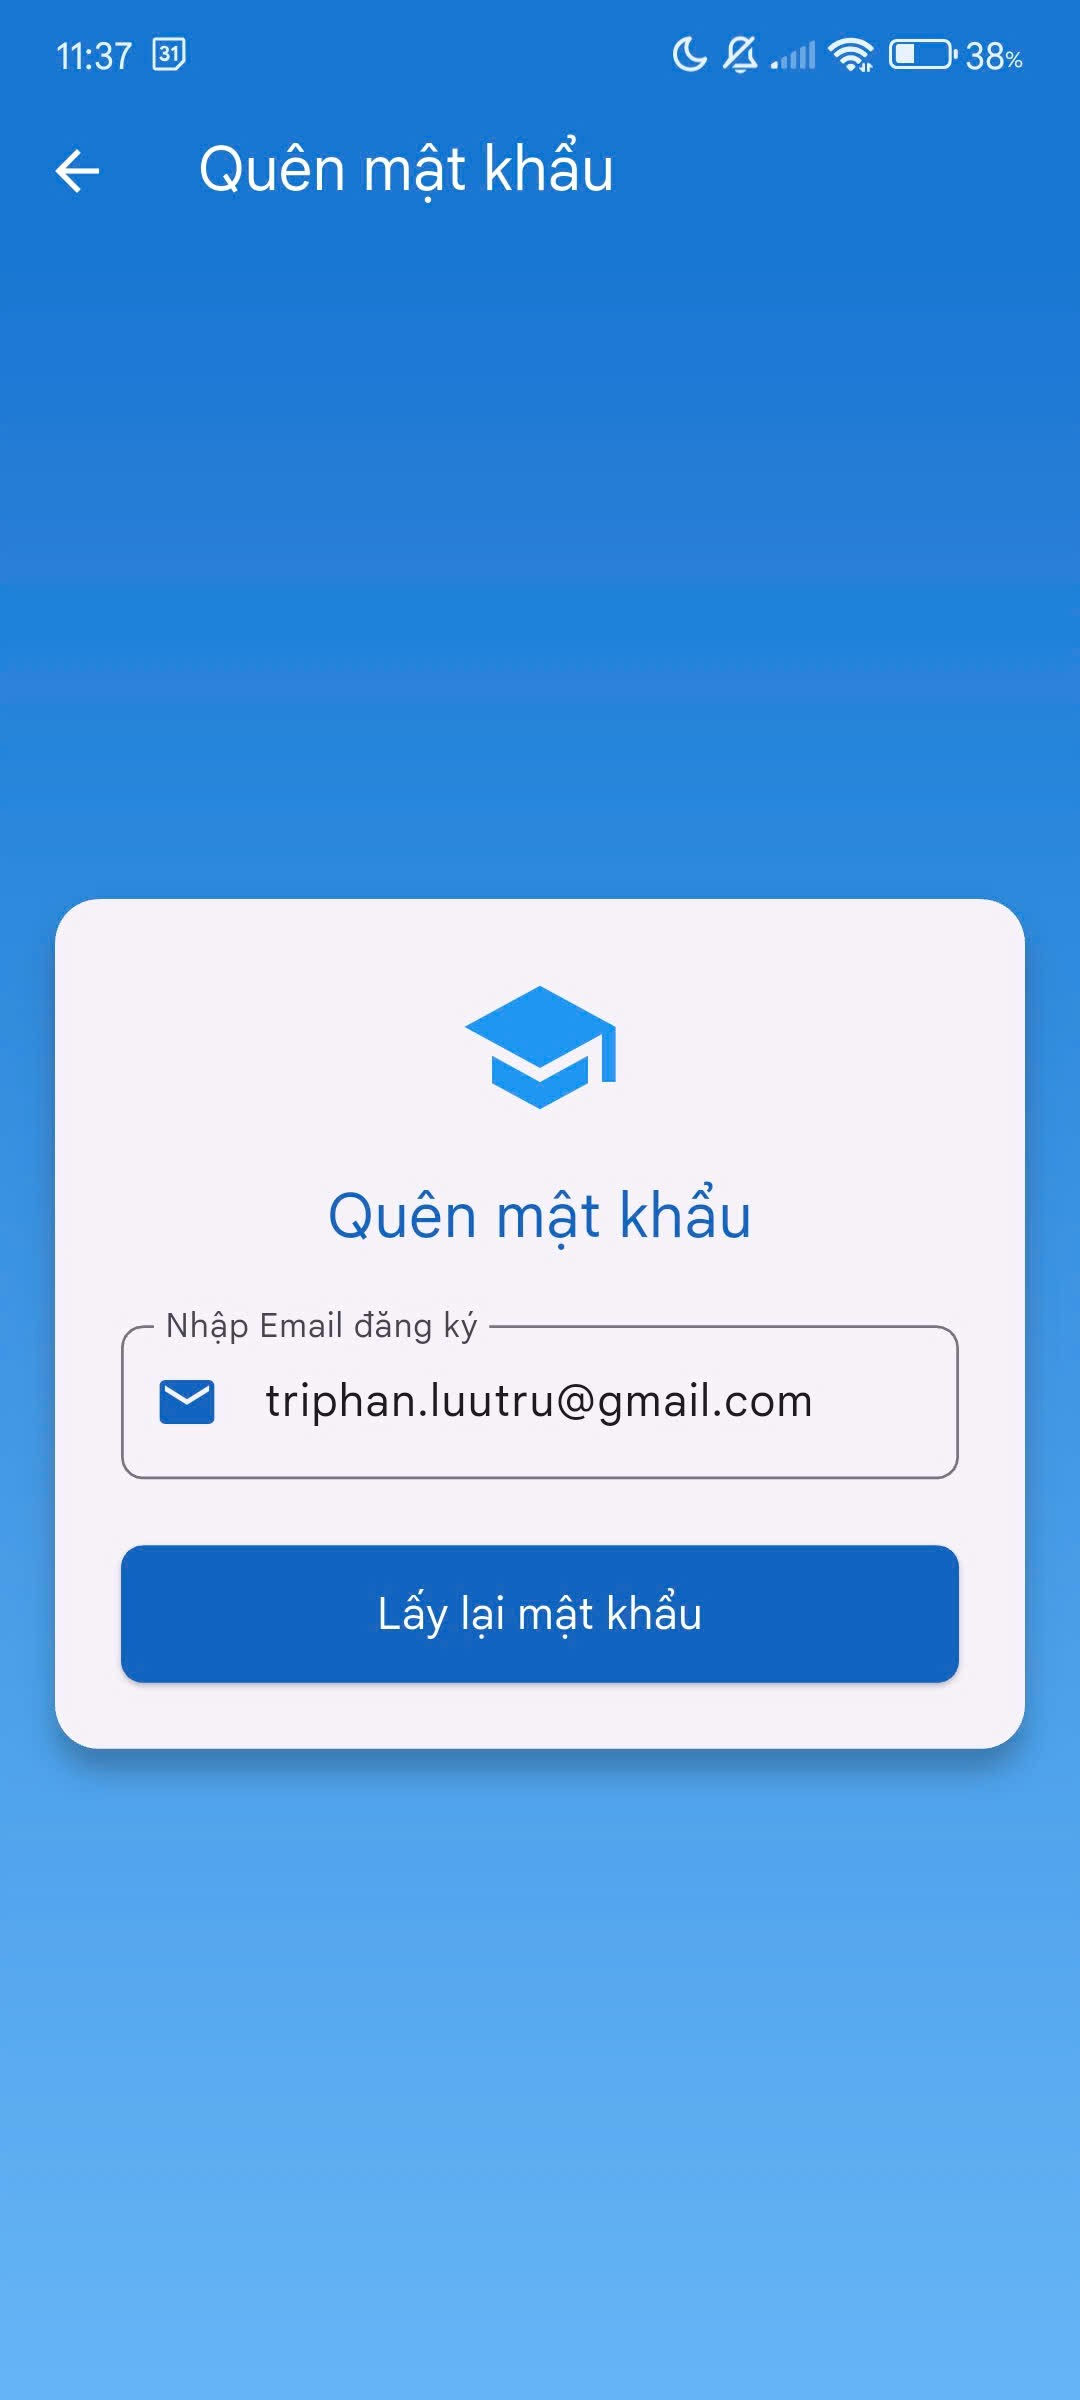 11:37 31 38%
Quên mật khẩu
Quên mật khẩu
Nhập Email đăng ký
triphan.luutru@gmail.com
Lấy lại mật khẩu